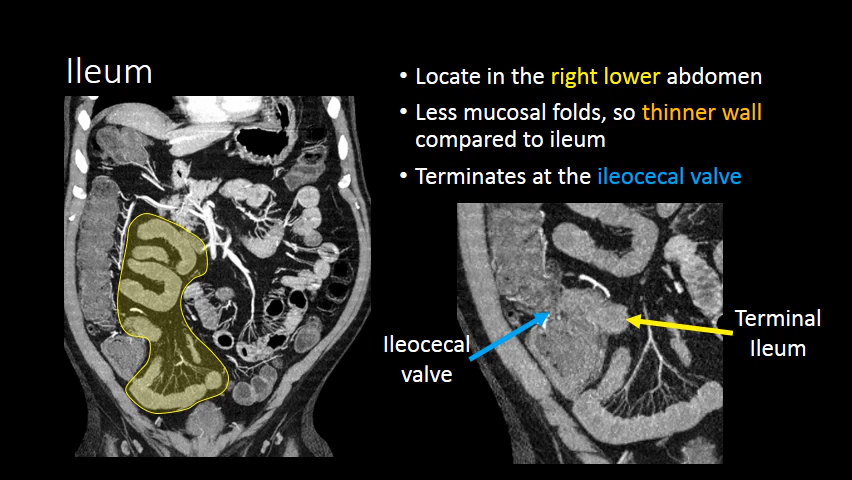 Ileum
• Locate in the right lower abdomen
• Less mucosal folds, so thinner wall
compared to ileum
• Terminates at the ileocecal valve
Ileocecal
valve
Terminal
Ileum